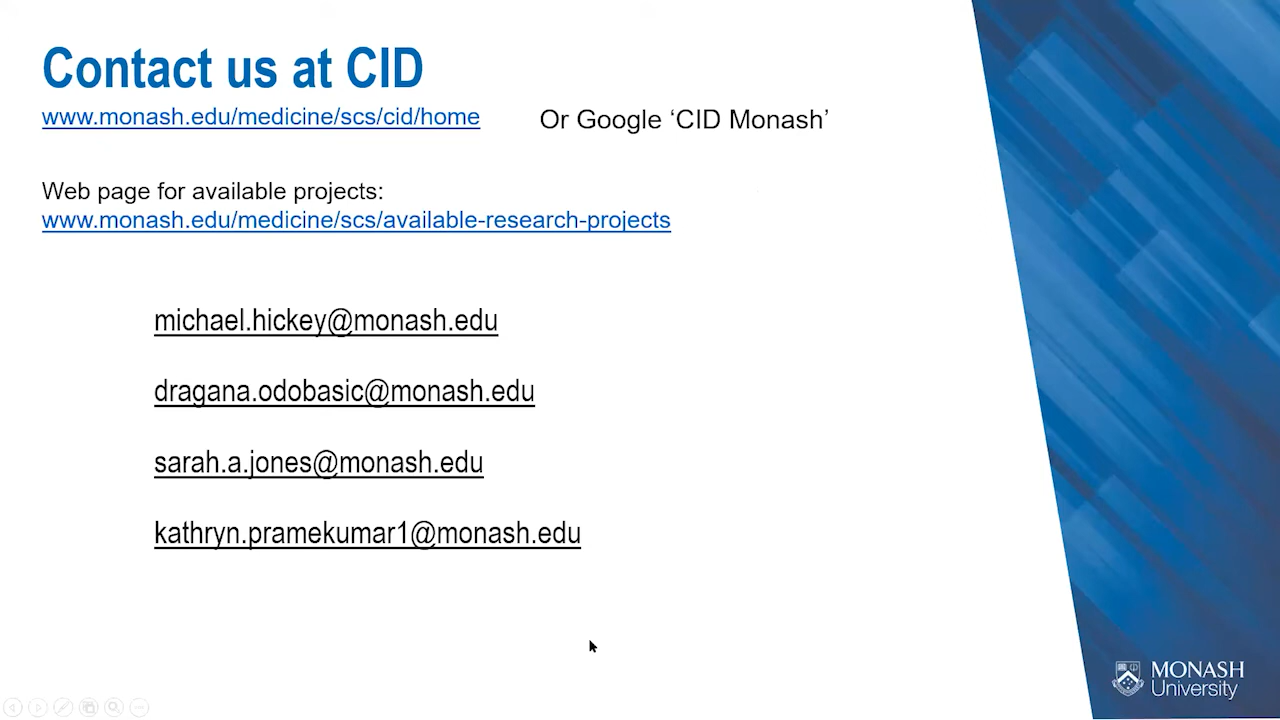 Contact us at CID
www.monash.edu/medicine/scs/cid/home
Or Google ‘CID Monash’
Web page for available projects:
www.monash.edu/medicine/scs/available-research-projects
michael.hickey@monash.edu
dragana.odobasic@monash.edu
sarah.a.jones@monash.edu
kathryn.pramekumar1@monash.edu
MONASH
University